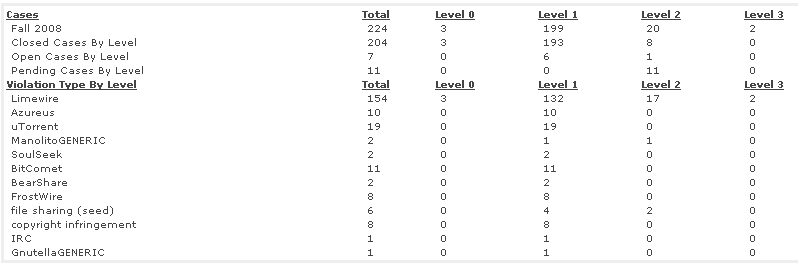 Cases Total Level 0 Level 1 Level 2 Level 3
Fall 2008 224 3 199 20 2
Closed Cases By Level 204 3 193 8 0
Open Cases By Level 7 0 6 1 0
Pending Cases By Level 11 0 0 11 0
Violation Type By Level Total Level 0 Level 1 Level 2 Level 3
Limewire 154 3 132 17 2
Azureus 10 0 10 0 0
uTorrent 19 0 19 0 0
ManolitoGENERIC 2 0 1 1 0
SoulSeek 2 0 2 0 0
BitComet 11 0 11 0 0
BearShare 2 0 2 0 0
FrostWire 8 0 8 0 0
file sharing (seed) 6 0 4 2 0
copyright infringement 8 0 8 0 0
IRC 1 0 1 0 0
GnutellaGENERIC 1 0 1 0 0